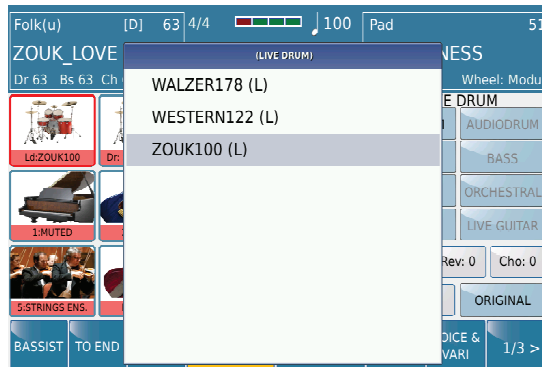 Folk(u) [D] 63 4/4 100 Pad 51
ZOUK_LOVE NESS
Dr 63 Bs 63 Ch Wheel: Modu
(LIVE DRUM)
WALZER178 (L)
WESTERN122 (L)
ZOUK100 (L)
E DRUM
AUDIODRUM
Ld:ZOUK100 Dr:
BASS
ORCHESTRAL
1:MUTED
LIVE GUITAR
Rev: 0 Cho: 0
5:STRINGS ENS.
ORIGINAL
BASSIST TO END OICE & VARI 1/3 >